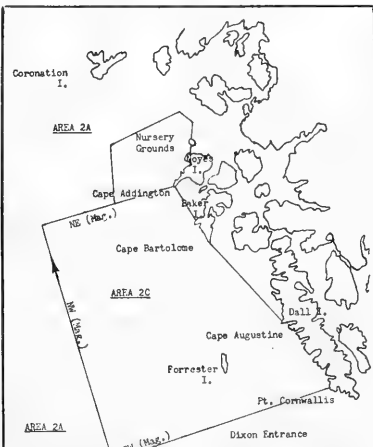 Coronation
I.
AREA 2A
Nursery
Grounds
Noyes
I.
Cape Addington
Baker
I.
NE (Mag.)
Cape Bartolome
NW (Mag.)
AREA 2C
Dall I.
Cape Augustine
Forrester
I.
Pt. Cornwallis
AREA 2A
Dixon Entrance